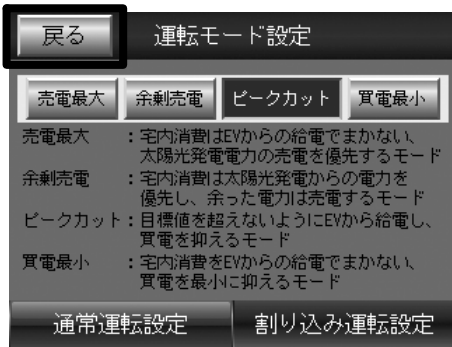 戻る 運転モード設定
売電最大 余剰売電 ピークカット 買電最小
売電最大 :宅内消費はEVからの給電でまかない、
太陽光発電電力の売電を優先するモード
余剰売電 :宅内消費は太陽光発電からの電力を
優先し、余った電力は売電するモード
ピークカット:目標値を超えないようにEVから給電し、
買電を抑えるモード
買電最小 :宅内消費をEVからの給電でまかない、
買電を最小に抑えるモード
通常運転設定 割り込み運転設定